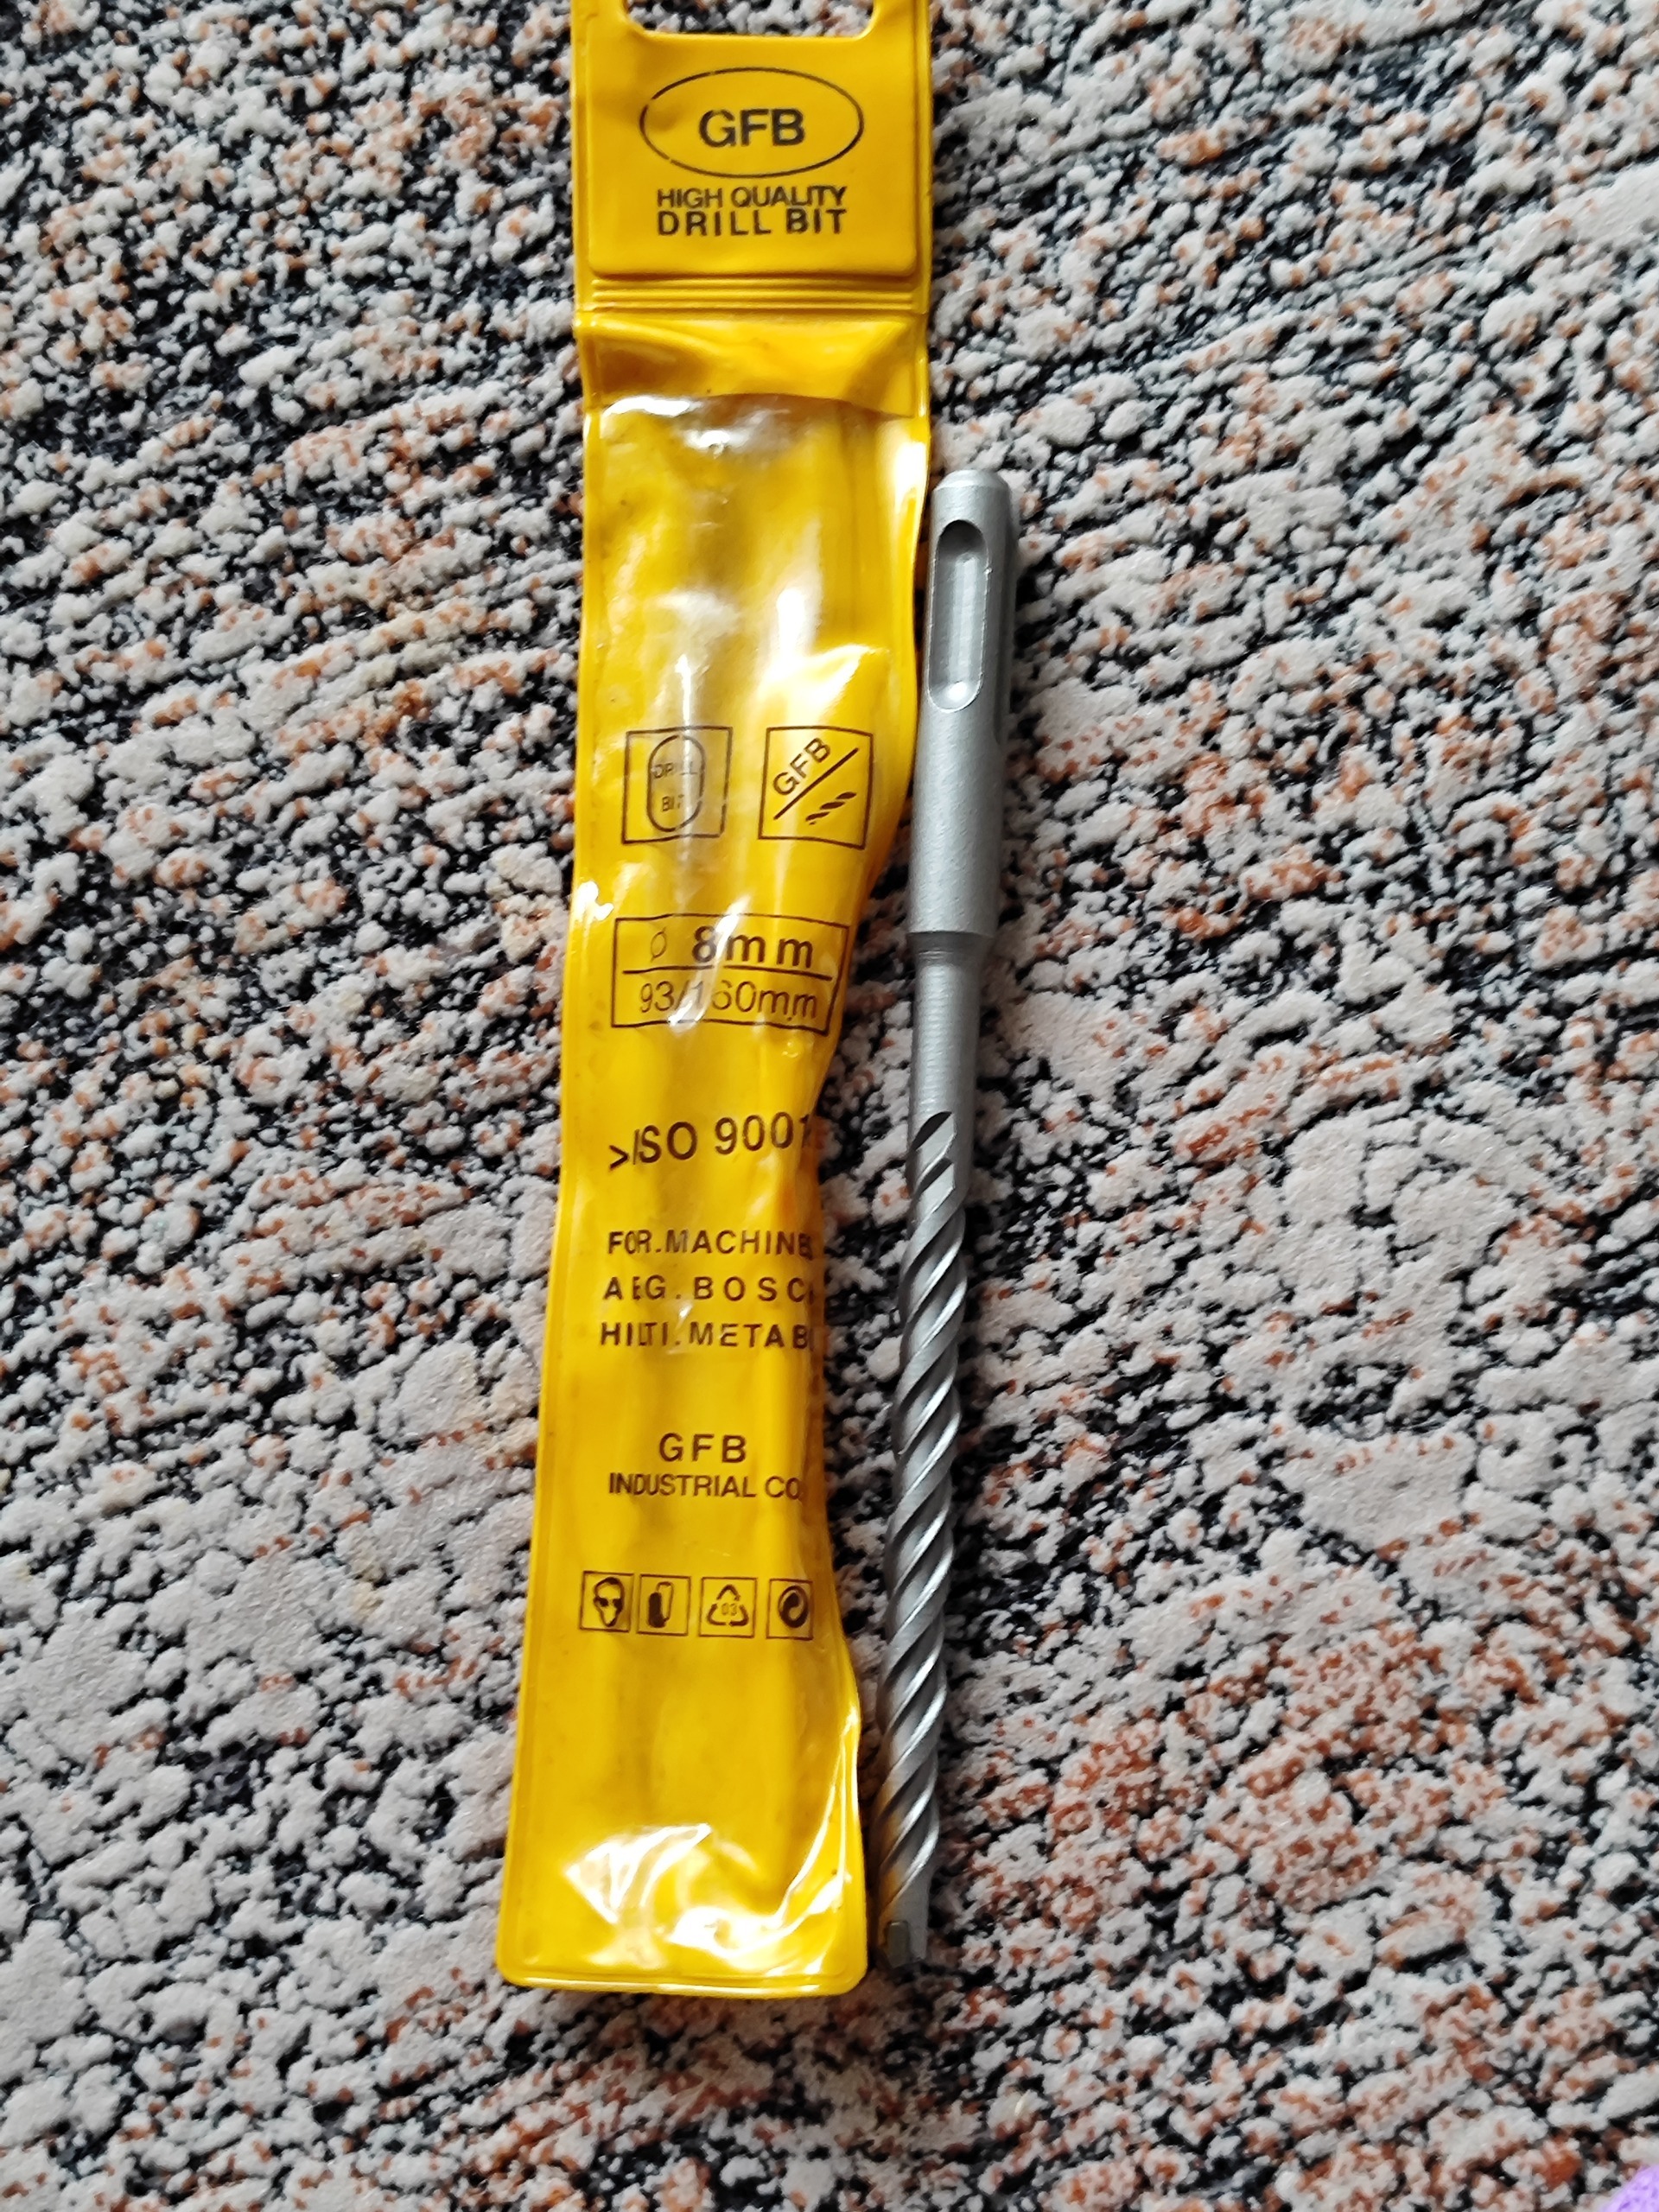 GFB
HIGH QUALITY
DRILL BIT
DRILL
BIT
GFB
Ø 8mm
93/160mm
>ISO 9001
FOR.MACHINE
AEG.BOSC
HILTI.METAB
GFB
INDUSTRIAL CO
03